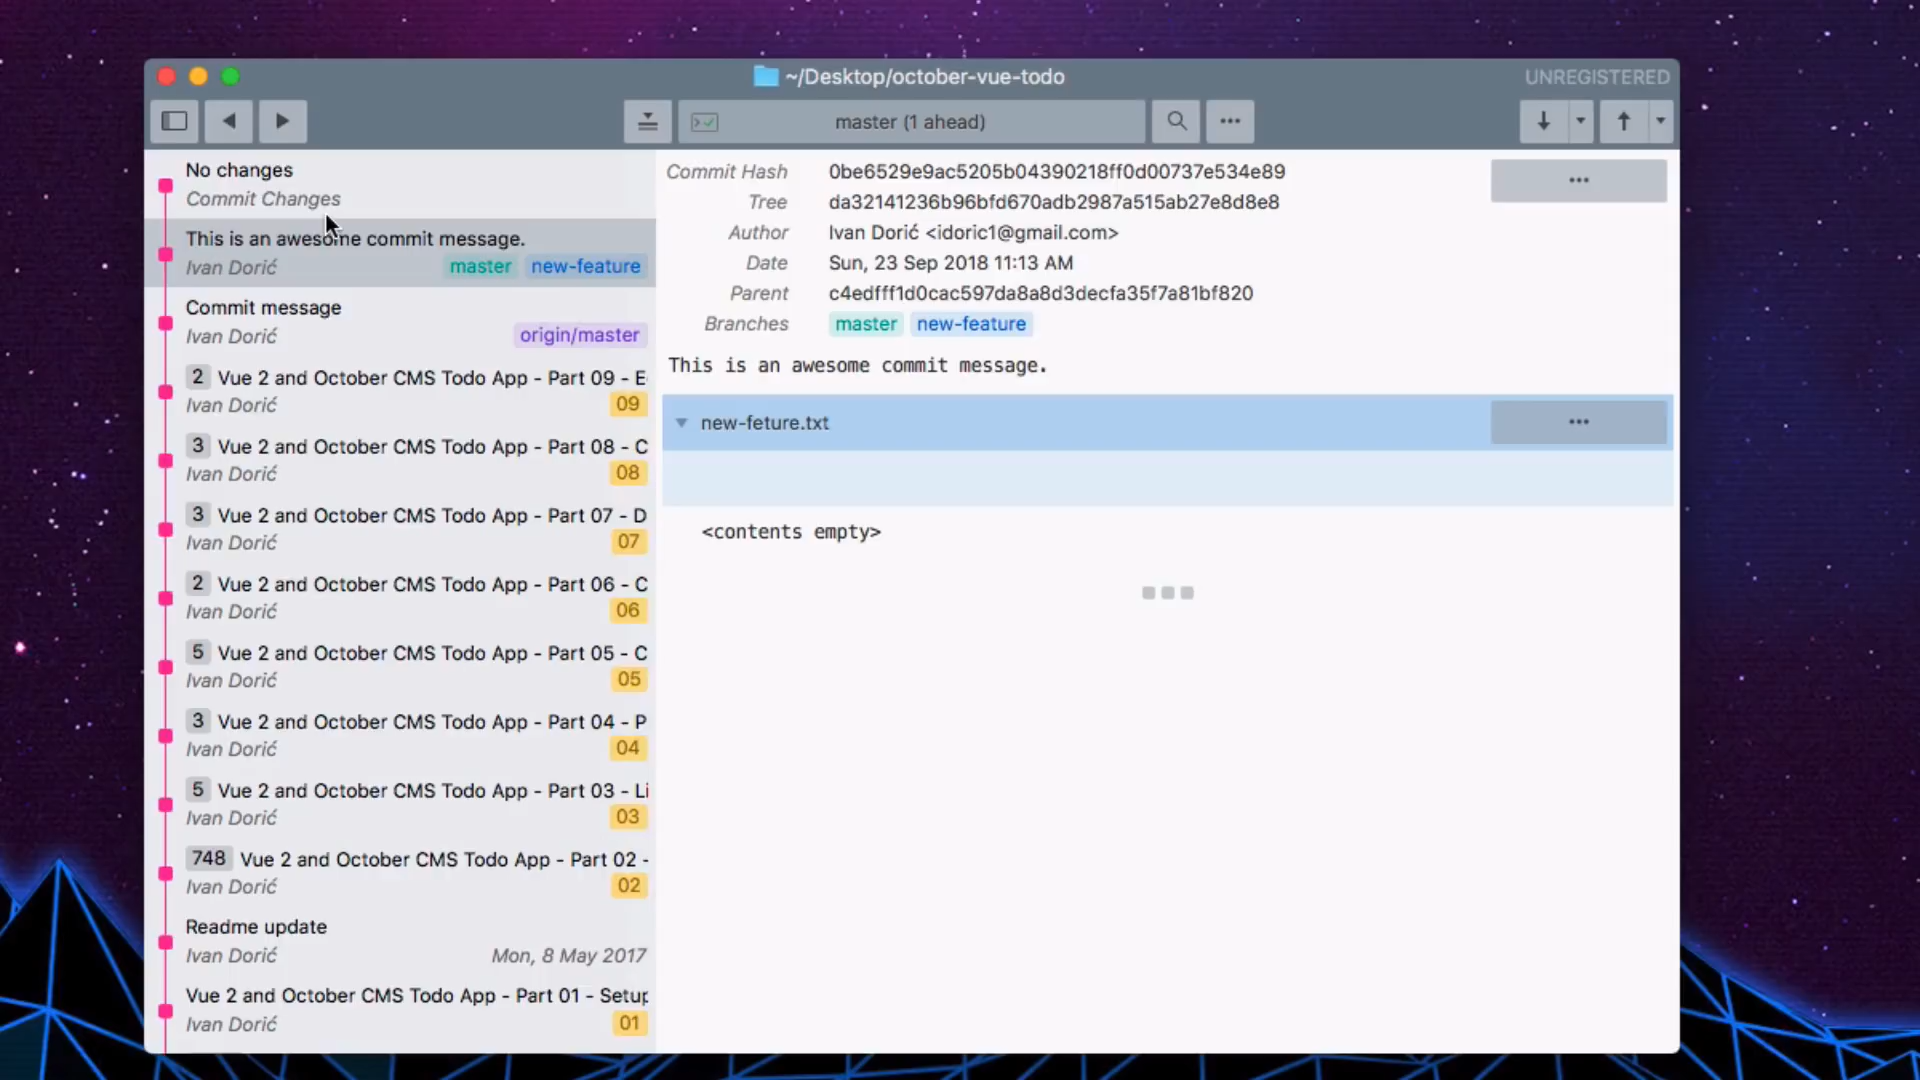 ~/Desktop/october-vue-todo
UNREGISTERED
master (1 ahead)
No changes
Commit Changes
This is an awesome commit message.
Ivan Dorić
master
new-feature
Commit message
Ivan Dorić
origin/master
2 Vue 2 and October CMS Todo App - Part 09 - E
Ivan Dorić
09
3 Vue 2 and October CMS Todo App - Part 08 - C
Ivan Dorić
08
3 Vue 2 and October CMS Todo App - Part 07 - D
Ivan Dorić
07
2 Vue 2 and October CMS Todo App - Part 06 - C
Ivan Dorić
06
5 Vue 2 and October CMS Todo App - Part 05 - C
Ivan Dorić
05
3 Vue 2 and October CMS Todo App - Part 04 - P
Ivan Dorić
04
5 Vue 2 and October CMS Todo App - Part 03 - Li
Ivan Dorić
03
748 Vue 2 and October CMS Todo App - Part 02 -
Ivan Dorić
02
Readme update
Ivan Dorić
Mon, 8 May 2017
Vue 2 and October CMS Todo App - Part 01 - Setup
Ivan Dorić
01
Commit Hash 0be6529e9ac5205b04390218ff0d00737e534e89
Tree da32141236b96bfd670adb2987a515ab27e8d8e8
Author Ivan Dorić <idoric1@gmail.com>
Date Sun, 23 Sep 2018 11:13 AM
Parent c4edfff1d0cac597da8a8d3decfa35f7a81bf820
Branches master new-feature
This is an awesome commit message.
new-feture.txt
<contents empty>